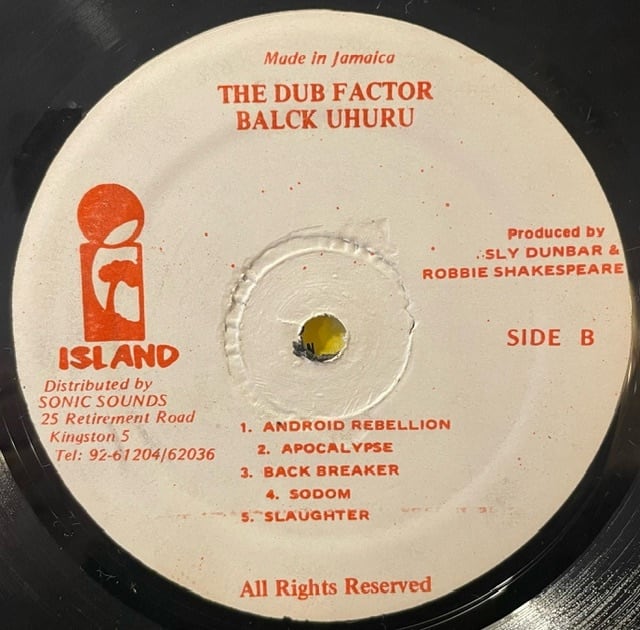 Made in Jamaica
THE DUB FACTOR
BALCK UHURU
Produced by
SLY DUNBAR &
ROBBIE SHAKESPEARE
SIDE B
ISLAND
Distributed by
SONIC SOUNDS
25 Retirement Road
Kingston 5
Tel: 92-61204/62036
1. ANDROID REBELLION
2. APOCALYPSE
3. BACK BREAKER
4. SODOM
5. SLAUGHTER
All Rights Reserved